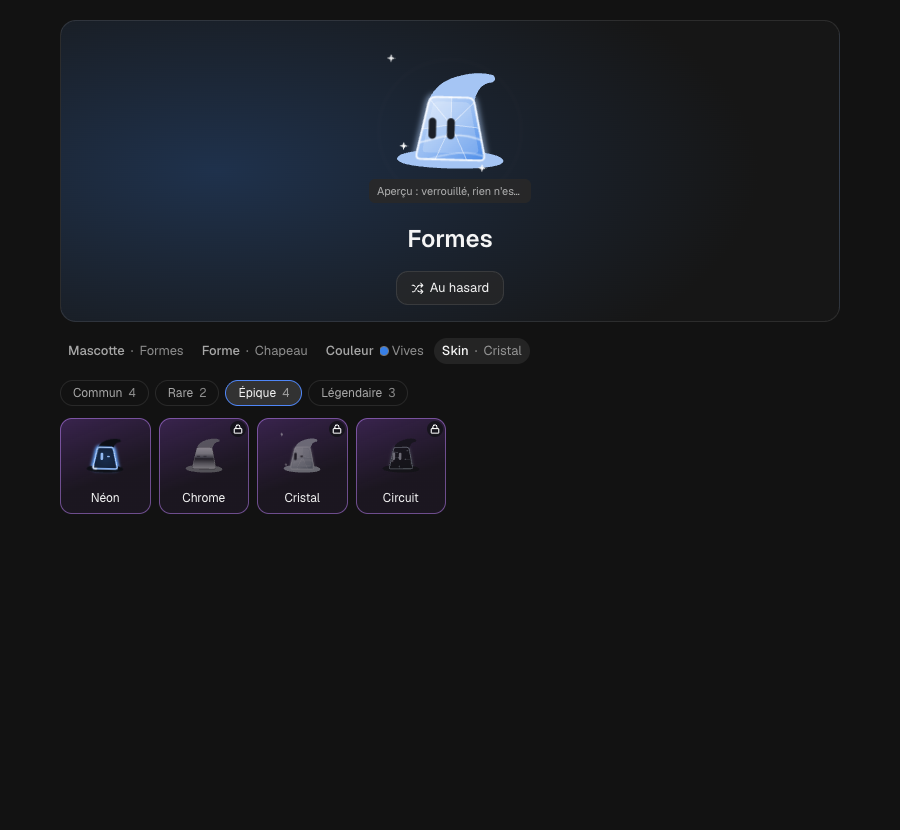 Aperçu : verrouillé, rien n'es…
Formes
Au hasard
Mascotte · Formes Forme · Chapeau Couleur Vives Skin · Cristal
Commun 4 Rare 2 Épique 4 Légendaire 3
Néon Chrome Cristal Circuit